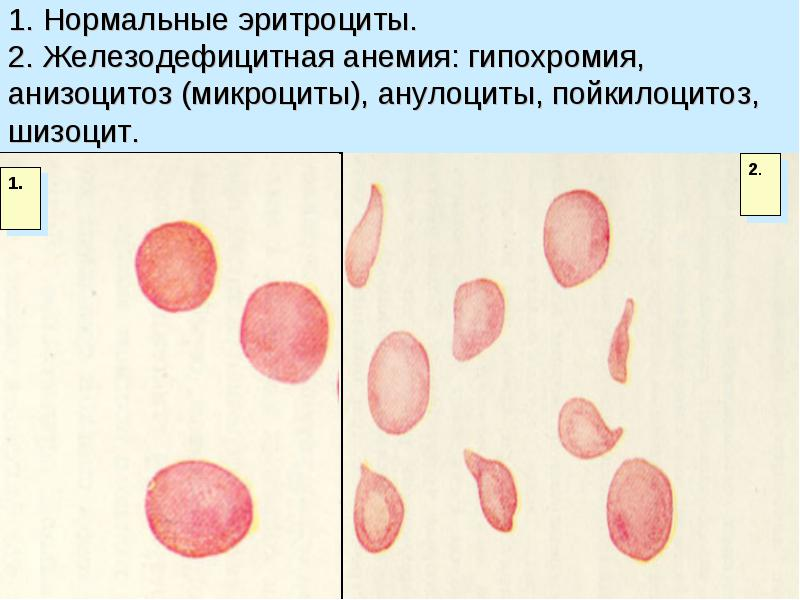 1. Нормальные эритроциты.
2. Железодефицитная анемия: гипохромия,
анизоцитоз (микроциты), анулоциты, пойкилоцитоз,
шизоцит.
1.
2.